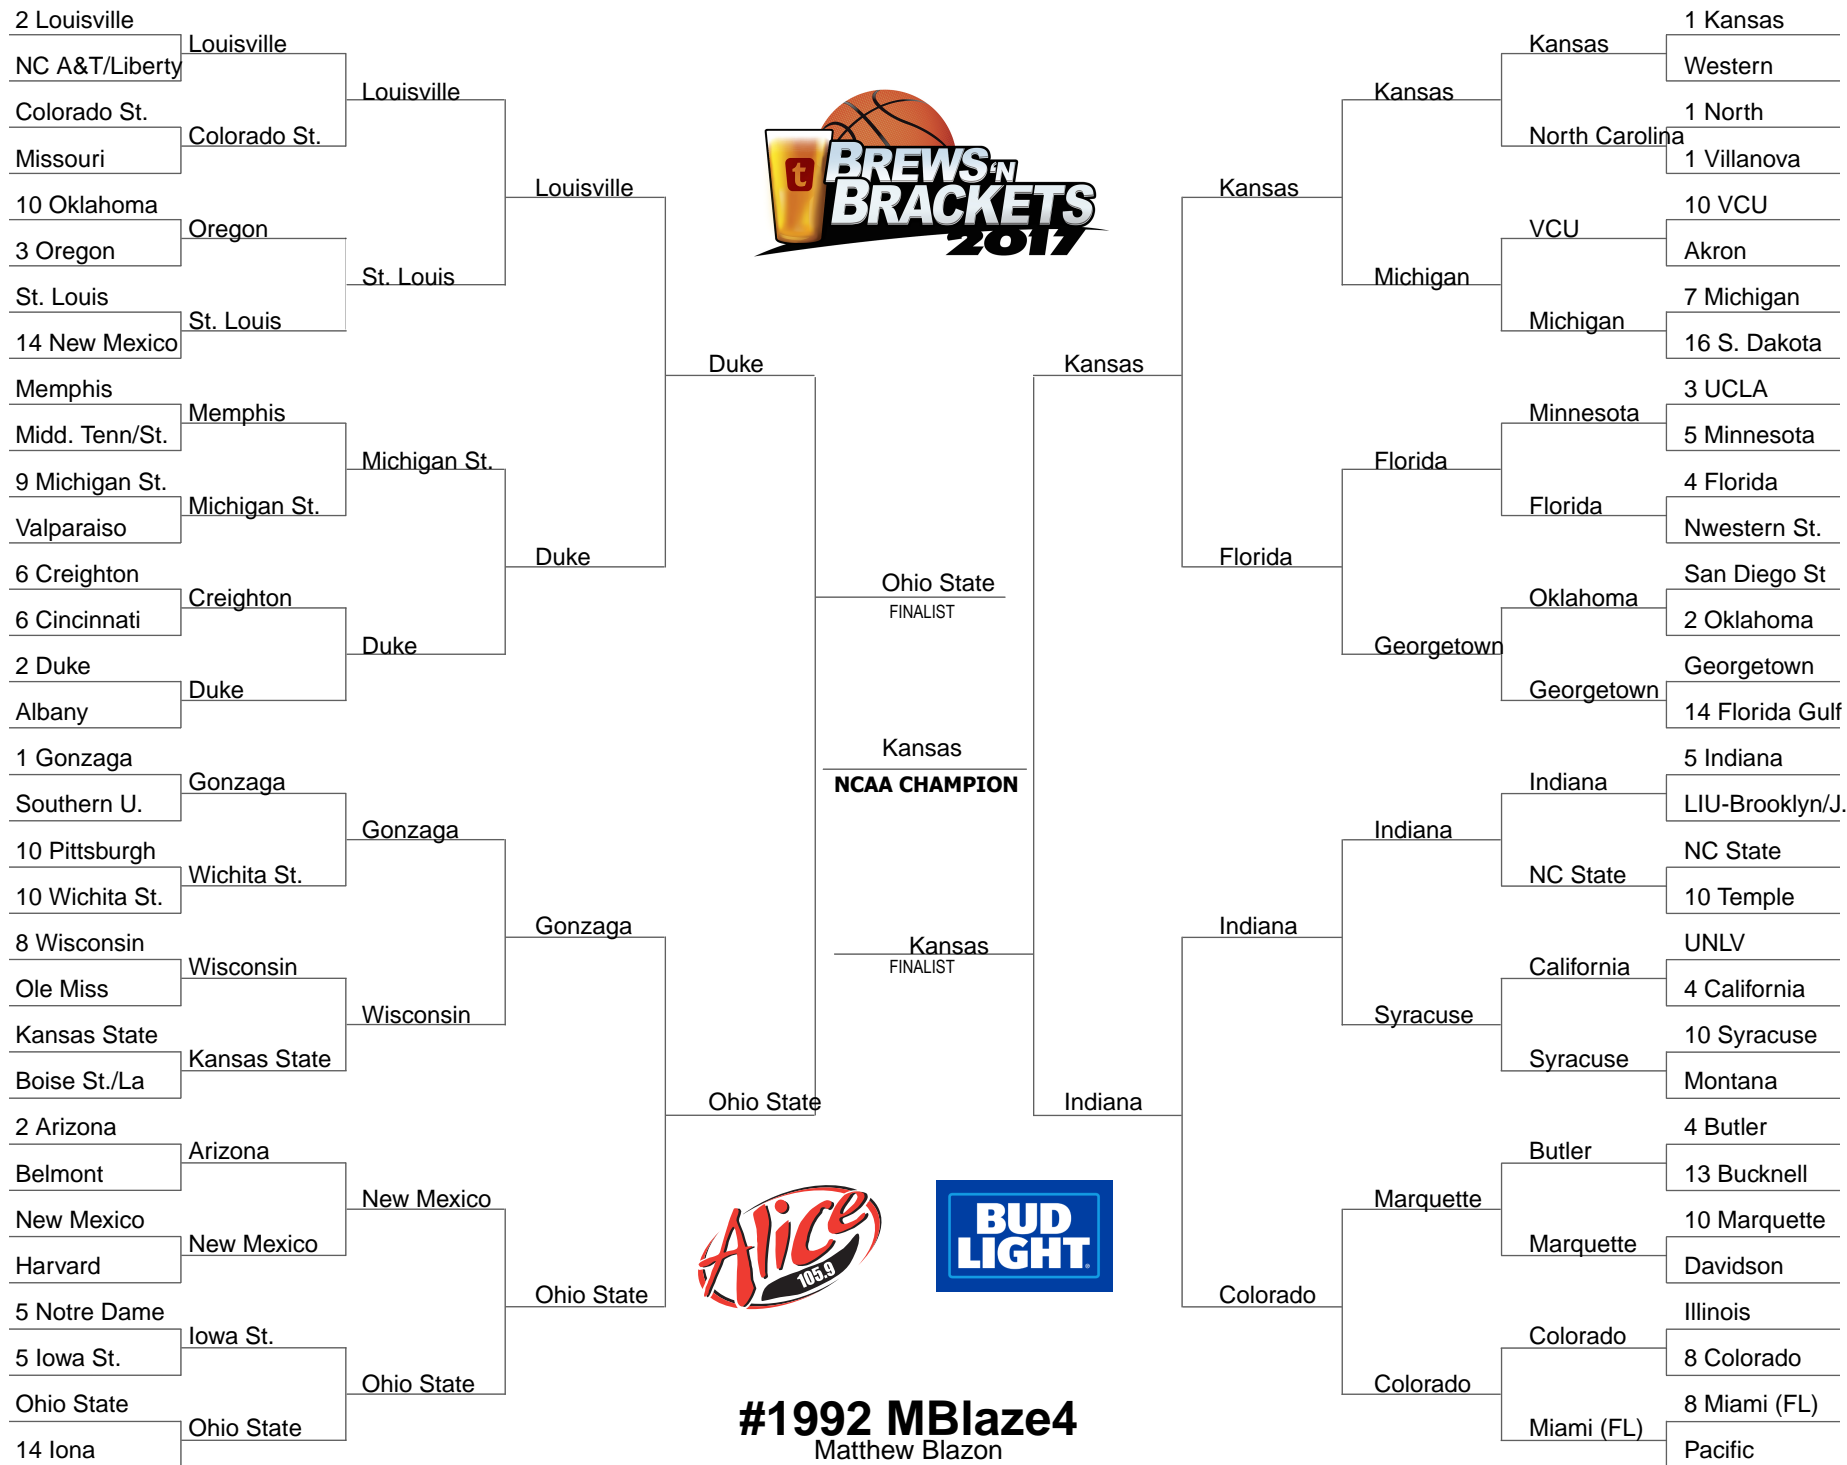 2 Louisville
NC A&T/Liberty
Colorado St.
Missouri
10 Oklahoma
3 Oregon
St. Louis
14 New Mexico
Memphis
Midd. Tenn/St.
9 Michigan St.
Valparaiso
6 Creighton
6 Cincinnati
2 Duke
Albany
1 Gonzaga
Southern U.
10 Pittsburgh
10 Wichita St.
8 Wisconsin
Ole Miss
Kansas State
Boise St./La
2 Arizona
Belmont
New Mexico
Harvard
5 Notre Dame
5 Iowa St.
Ohio State
14 Iona
Louisville
Colorado St.
Oregon
St. Louis
Memphis
Michigan St.
Creighton
Duke
Gonzaga
Wichita St.
Wisconsin
Kansas State
Arizona
New Mexico
Iowa St.
Ohio State
Louisville
St. Louis
Michigan St.
Duke
Gonzaga
Wisconsin
New Mexico
Ohio State
Louisville
Duke
Gonzaga
Ohio State
Duke
Ohio State
t
BREWS 'N
BRACKETS
2017
Ohio State
FINALIST
Kansas
NCAA CHAMPION
Kansas
FINALIST
Alice
105.9
BUD
LIGHT
#1992 MBlaze4
Matthew Blazon
Kansas
Indiana
Kansas
Florida
Indiana
Colorado
Kansas
Michigan
Florida
Georgetown
Indiana
Syracuse
Marquette
Colorado
Kansas
North Carolina
VCU
Michigan
Minnesota
Florida
Oklahoma
Georgetown
Indiana
NC State
California
Syracuse
Butler
Marquette
Colorado
Miami (FL)
1 Kansas
Western
1 North
1 Villanova
10 VCU
Akron
7 Michigan
16 S. Dakota
3 UCLA
5 Minnesota
4 Florida
Nwestern St.
San Diego St
2 Oklahoma
Georgetown
14 Florida Gulf
5 Indiana
LIU-Brooklyn/J.
NC State
10 Temple
UNLV
4 California
10 Syracuse
Montana
4 Butler
13 Bucknell
10 Marquette
Davidson
Illinois
8 Colorado
8 Miami (FL)
Pacific